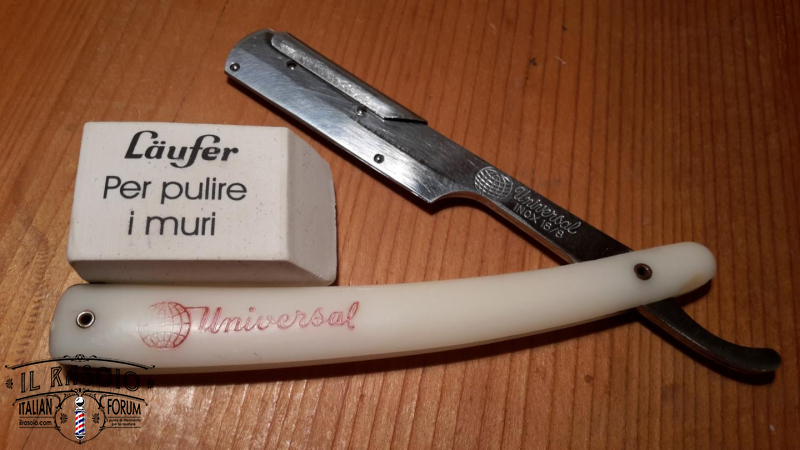 Läufer
Per pulire
i muri
Universal
INOX 18/8
Universal
IL RASOIO
ITALIAN FORUM
ilrasoio.com